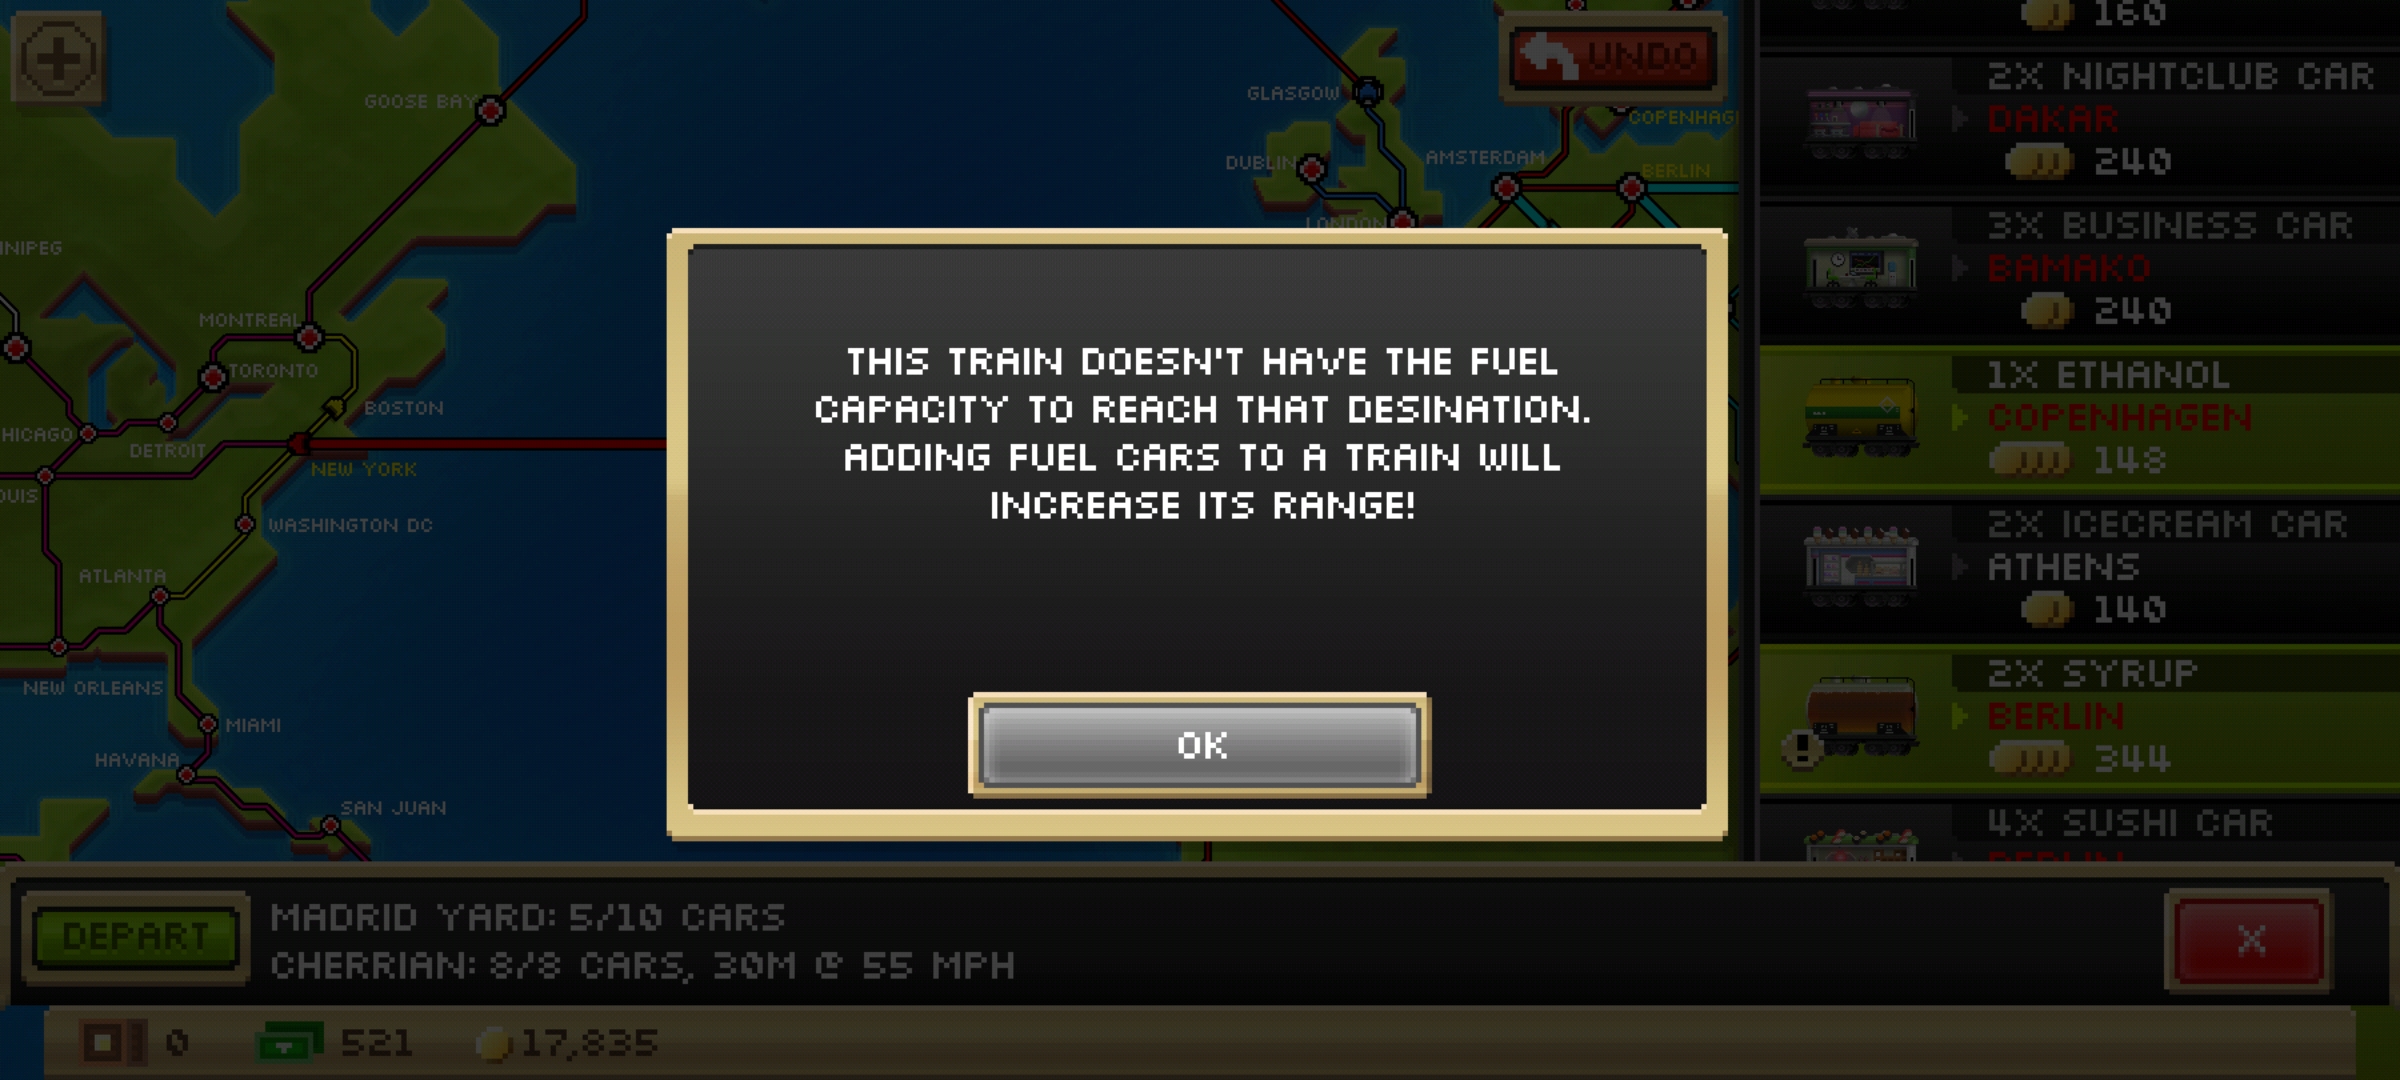 160
UNDO
2X NIGHTCLUB CAR
DAKAR
240
3X BUSINESS CAR
BAMAKO
240
1X ETHANOL
COPENHAGEN
148
2X ICECREAM CAR
ATHENS
140
2X SYRUP
BERLIN
344
4X SUSHI CAR
BERLIN
GOOSE BAY
GLASGOW
COPENHAG
DUBLIN
AMSTERDAM
BERLIN
LONDON
NIPEG
MONTREAL
TORONTO
BOSTON
HICAGO
DETROIT
NEW YORK
OUIS
WASHINGTON DC
ATLANTA
NEW ORLEANS
MIAMI
HAVANA
SAN JUAN
THIS TRAIN DOESN'T HAVE THE FUEL
CAPACITY TO REACH THAT DESINATION.
ADDING FUEL CARS TO A TRAIN WILL
INCREASE ITS RANGE!
OK
DEPART
MADRID YARD: 5/10 CARS
CHERRIAN: 8/8 CARS, 30M @ 55 MPH
X
0
521
17,835